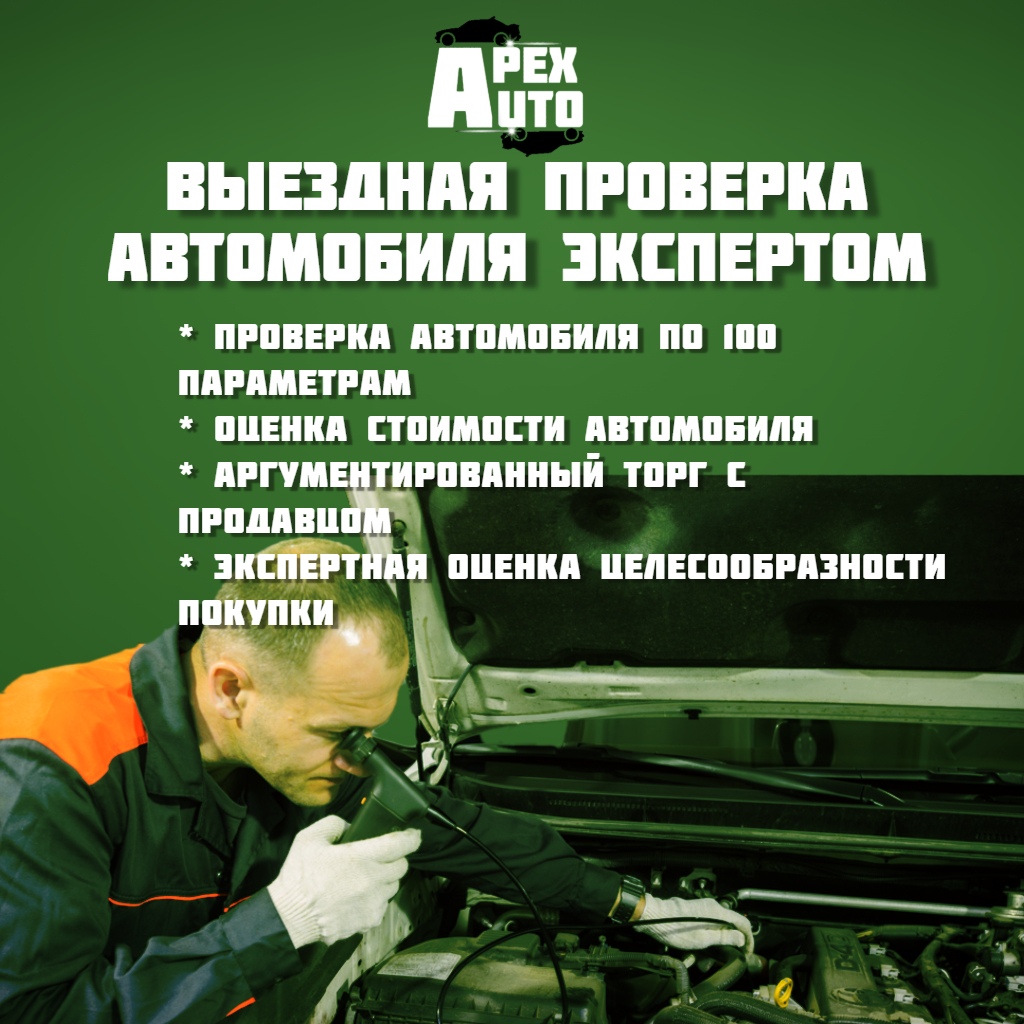 APEX
AUTO
ВЫЕЗДНАЯ ПРОВЕРКА
АВТОМОБИЛЯ ЭКСПЕРТОМ
* ПРОВЕРКА АВТОМОБИЛЯ ПО 100
ПАРАМЕТРАМ
* ОЦЕНКА СТОИМОСТИ АВТОМОБИЛЯ
* АРГУМЕНТИРОВАННЫЙ ТОРГ С
ПРОДАВЦОМ
* ЭКСПЕРТНАЯ ОЦЕНКА ЦЕЛЕСООБРАЗНОСТИ
ПОКУПКИ